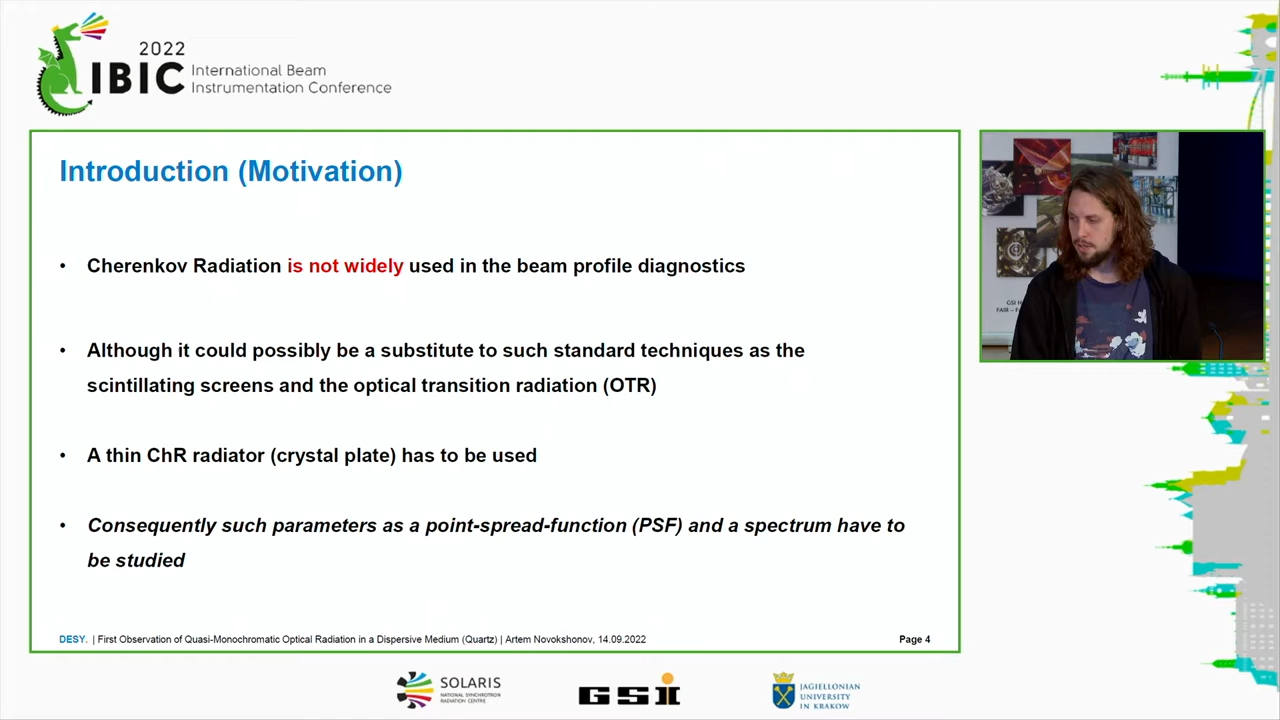 2022
IBIC
International Beam
Instrumentation Conference
Introduction (Motivation)
• Cherenkov Radiation is not widely used in the beam profile diagnostics
• Although it could possibly be a substitute to such standard techniques as the
scintillating screens and the optical transition radiation (OTR)
• A thin ChR radiator (crystal plate) has to be used
• Consequently such parameters as a point-spread-function (PSF) and a spectrum have to
be studied
DESY. | First Observation of Quasi-Monochromatic Optical Radiation in a Dispersive Medium (Quartz) | Artem Novokshonov, 14.09.2022
Page 4
GSI
FAIR –
SOLARIS
NATIONAL SYNCHROTRON
RADIATION CENTRE
GSI
JAGIELLONIAN
UNIVERSITY
IN KRAKOW